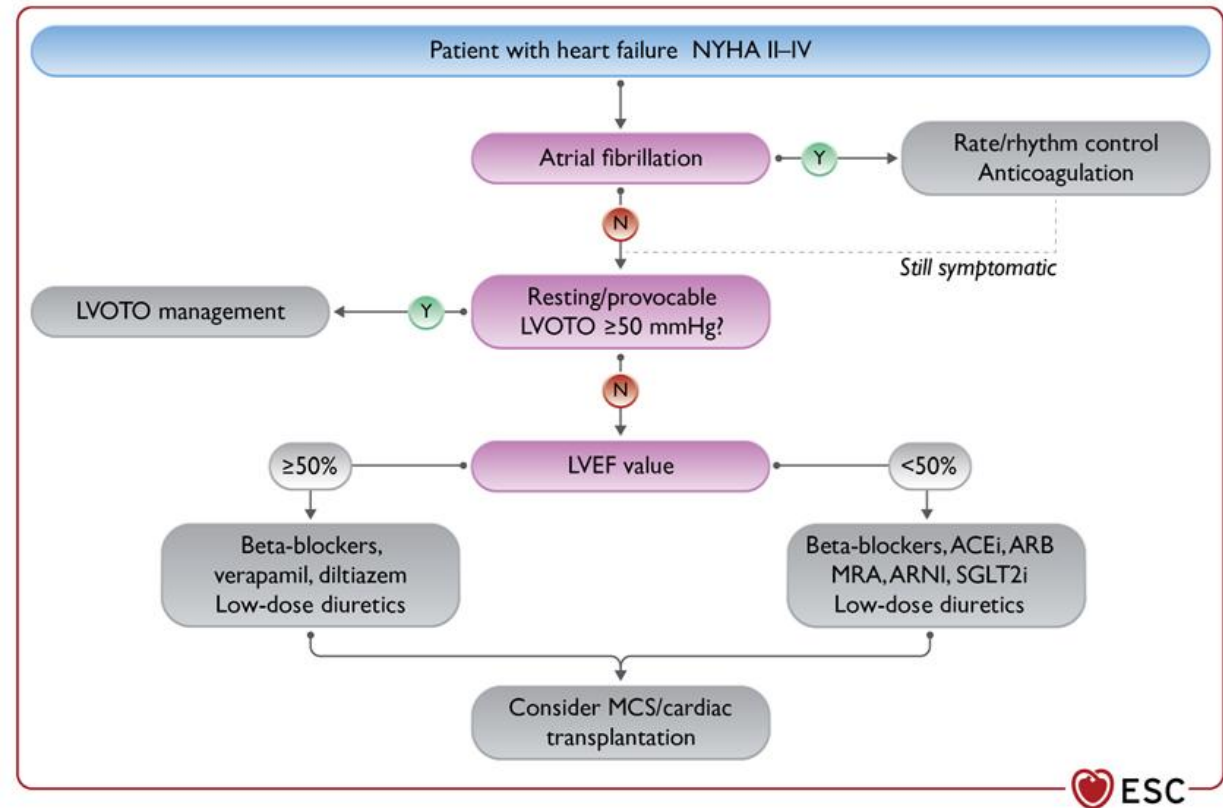 Patient with heart failure NYHA II–IV
Atrial fibrillation
Y
Rate/rhythm control
Anticoagulation
N
Still symptomatic
Resting/provocable
LVOTO ≥50 mmHg?
Y
LVOTO management
N
LVEF value
≥50%
<50%
Beta-blockers,
verapamil, diltiazem
Low-dose diuretics
Beta-blockers, ACEi, ARB
MRA, ARNI, SGLT2i
Low-dose diuretics
Consider MCS/cardiac
transplantation
ESC